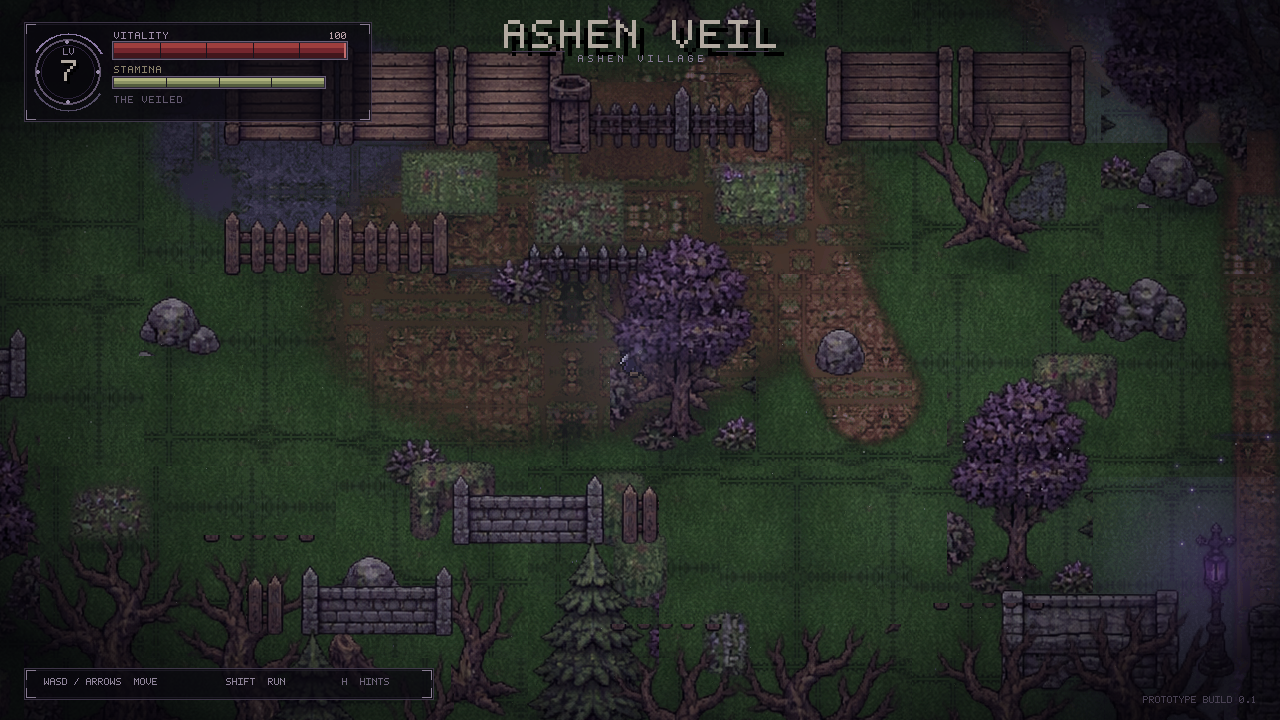 ASHEN VEIL
ASHEN VILLAGE
VITALITY 100
LV
7
STAMINA
THE VEILED
WASD / ARROWS MOVE SHIFT RUN H HINTS
PROTOTYPE BUILD 0.1